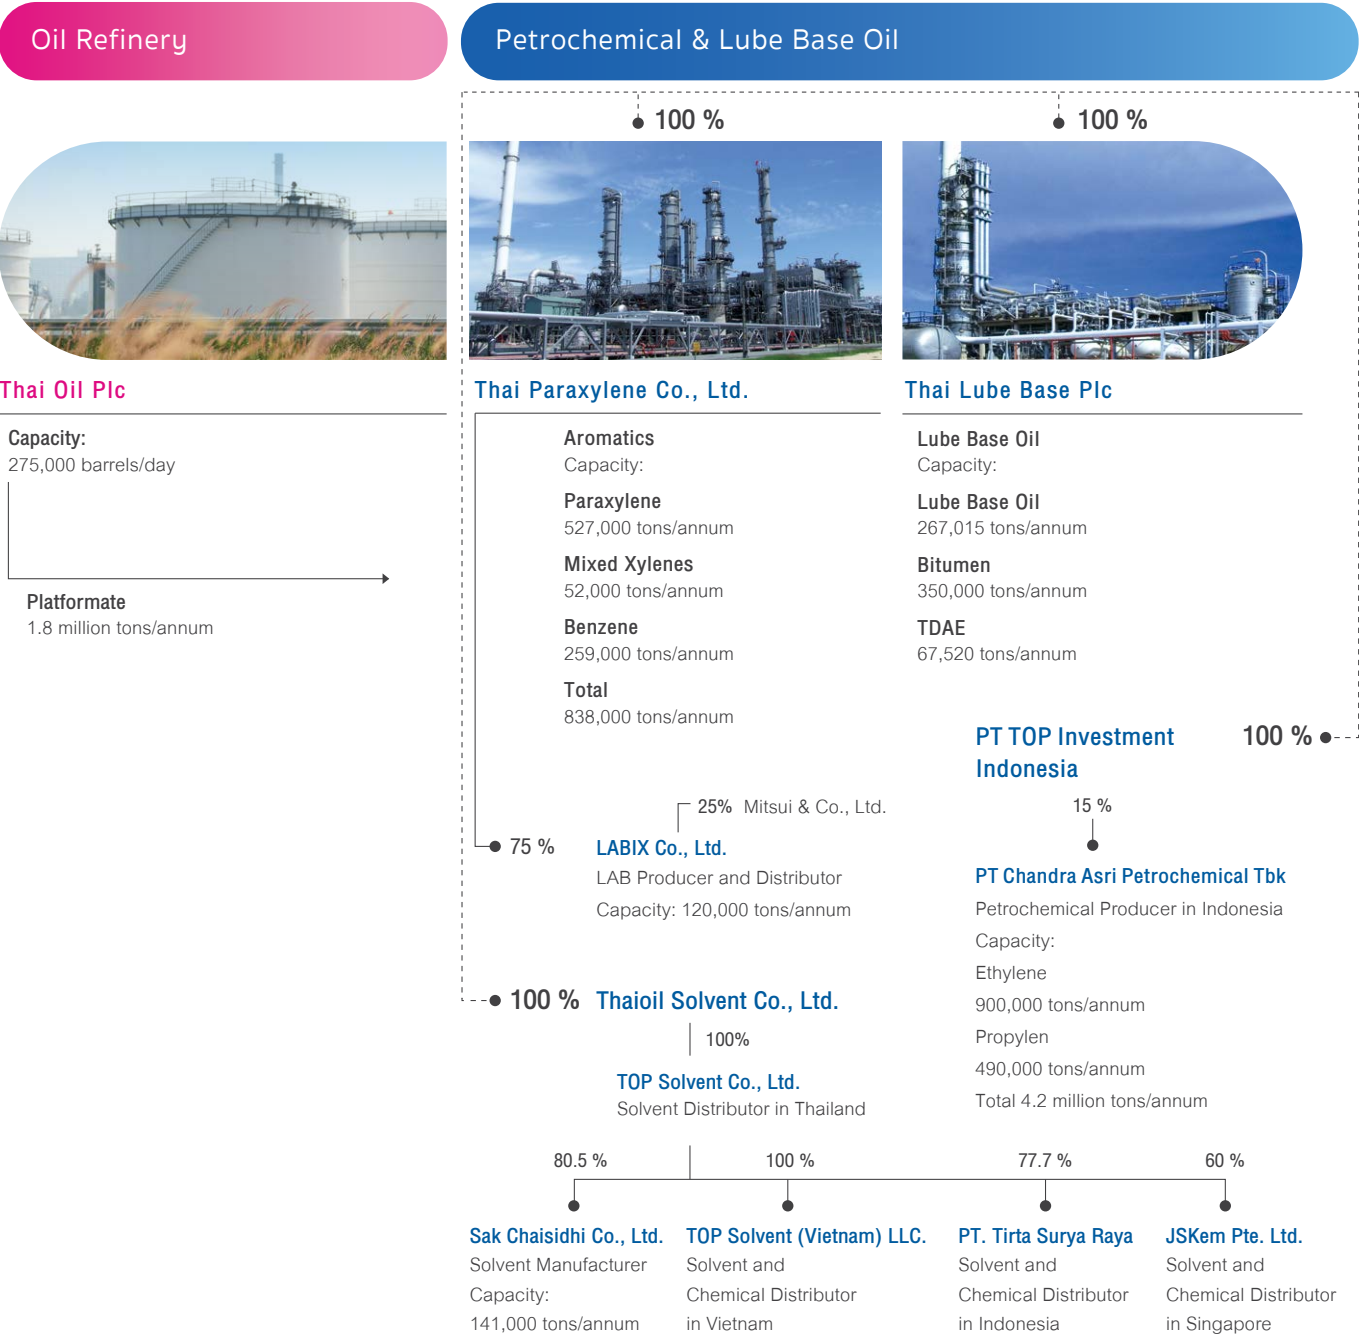 Oil Refinery
Petrochemical & Lube Base Oil
100 %
100 %
Thai Oil Plc
Capacity:
275,000 barrels/day
Platformate
1.8 million tons/annum
Thai Paraxylene Co., Ltd.
Aromatics
Capacity:
Paraxylene
527,000 tons/annum
Mixed Xylenes
52,000 tons/annum
Benzene
259,000 tons/annum
Total
838,000 tons/annum
Thai Lube Base Plc
Lube Base Oil
Capacity:
Lube Base Oil
267,015 tons/annum
Bitumen
350,000 tons/annum
TDAE
67,520 tons/annum
PT TOP Investment
Indonesia
100 %
15 %
PT Chandra Asri Petrochemical Tbk
Petrochemical Producer in Indonesia
Capacity:
Ethylene
900,000 tons/annum
Propylen
490,000 tons/annum
Total 4.2 million tons/annum
25% Mitsui & Co., Ltd.
75 %
LABIX Co., Ltd.
LAB Producer and Distributor
Capacity: 120,000 tons/annum
100 %
Thaioil Solvent Co., Ltd.
100%
TOP Solvent Co., Ltd.
Solvent Distributor in Thailand
80.5 %
100 %
77.7 %
60 %
Sak Chaisidhi Co., Ltd.
Solvent Manufacturer
Capacity:
141,000 tons/annum
TOP Solvent (Vietnam) LLC.
Solvent and
Chemical Distributor
in Vietnam
PT. Tirta Surya Raya
Solvent and
Chemical Distributor
in Indonesia
JSKem Pte. Ltd.
Solvent and
Chemical Distributor
in Singapore